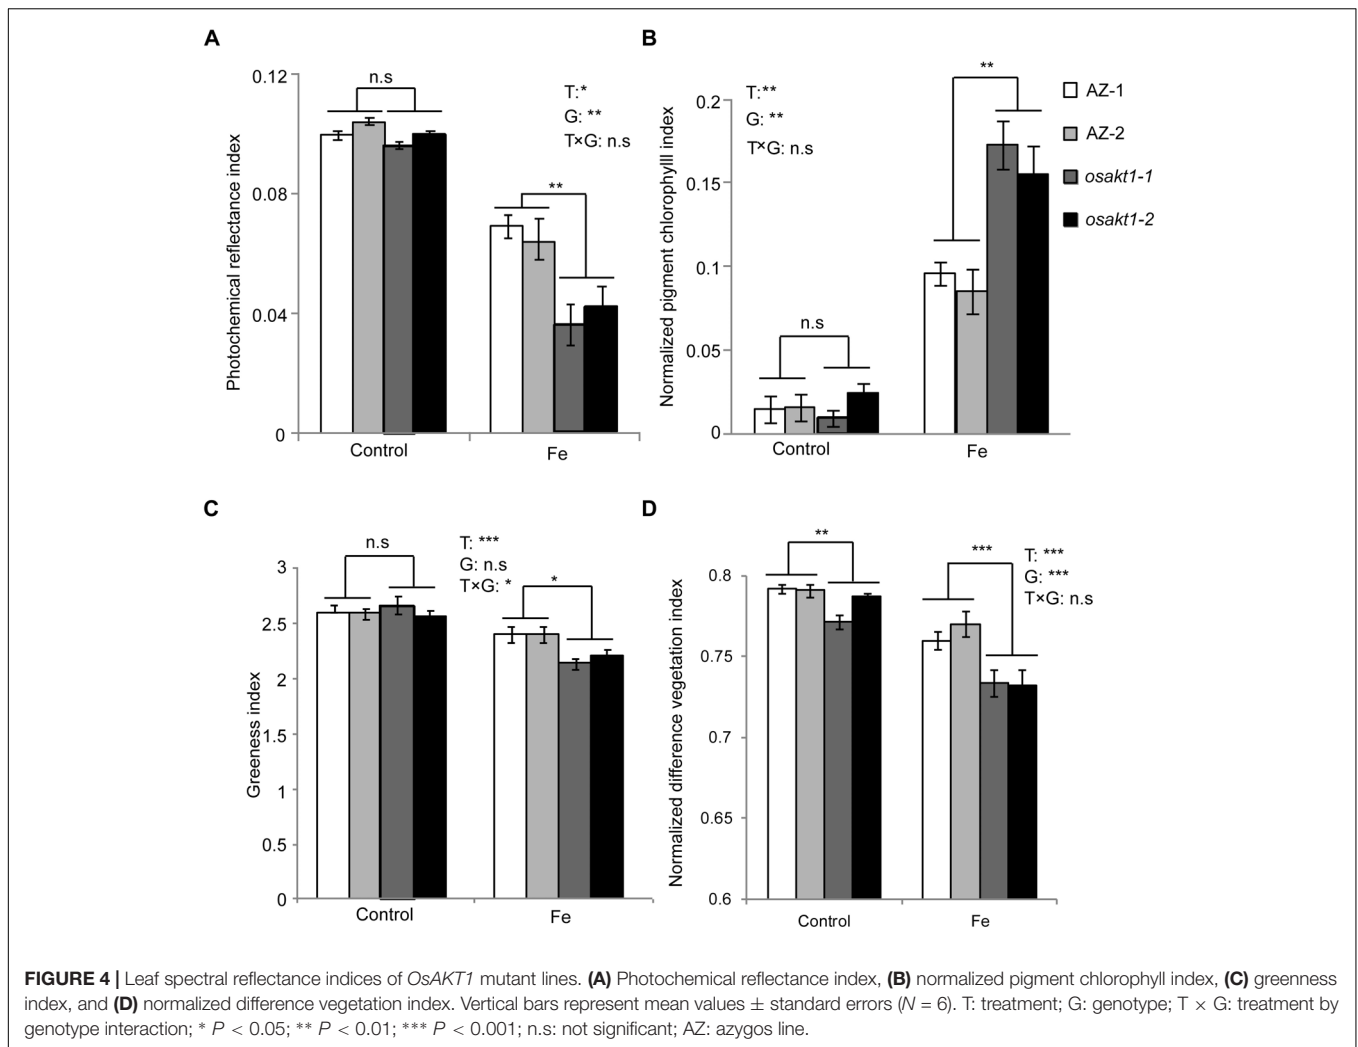 A
Photochemical reflectance index
0.12
0.08
0.04
0
n.s
**
T:*
G: **
T×G: n.s
Control
Fe
B
Normalized pigment chlorophylll index
0.2
0.15
0.1
0.05
0
T:**
G: **
T×G: n.s
n.s
**
Control
Fe
AZ-1
AZ-2
osakt1-1
osakt1-2
C
Greeness index
3
2.5
2
1.5
1
0.5
0
n.s
T: ***
G: n.s
T×G: *
*
Control
Fe
D
Normalized difference vegetation index
0.8
0.75
0.7
0.65
0.6
**
***
T: ***
G: ***
T×G: n.s
Control
Fe
FIGURE 4 | Leaf spectral reflectance indices of OsAKT1 mutant lines. (A) Photochemical reflectance index, (B) normalized pigment chlorophyll index, (C) greenness
index, and (D) normalized difference vegetation index. Vertical bars represent mean values ± standard errors (N = 6). T: treatment; G: genotype; T × G: treatment by
genotype interaction; * P < 0.05; ** P < 0.01; *** P < 0.001; n.s: not significant; AZ: azygos line.